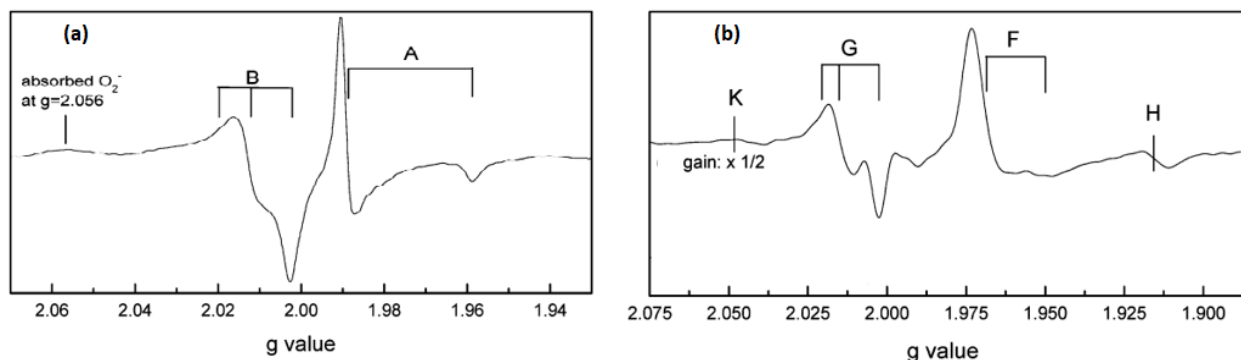 (a)
A
B
absorbed O₂⁻
at g=2.056
2.06 2.04 2.02 2.00 1.98 1.96 1.94
g value
(b)
G
F
K
H
gain: x 1/2
2.075 2.050 2.025 2.000 1.975 1.950 1.925 1.900
g value